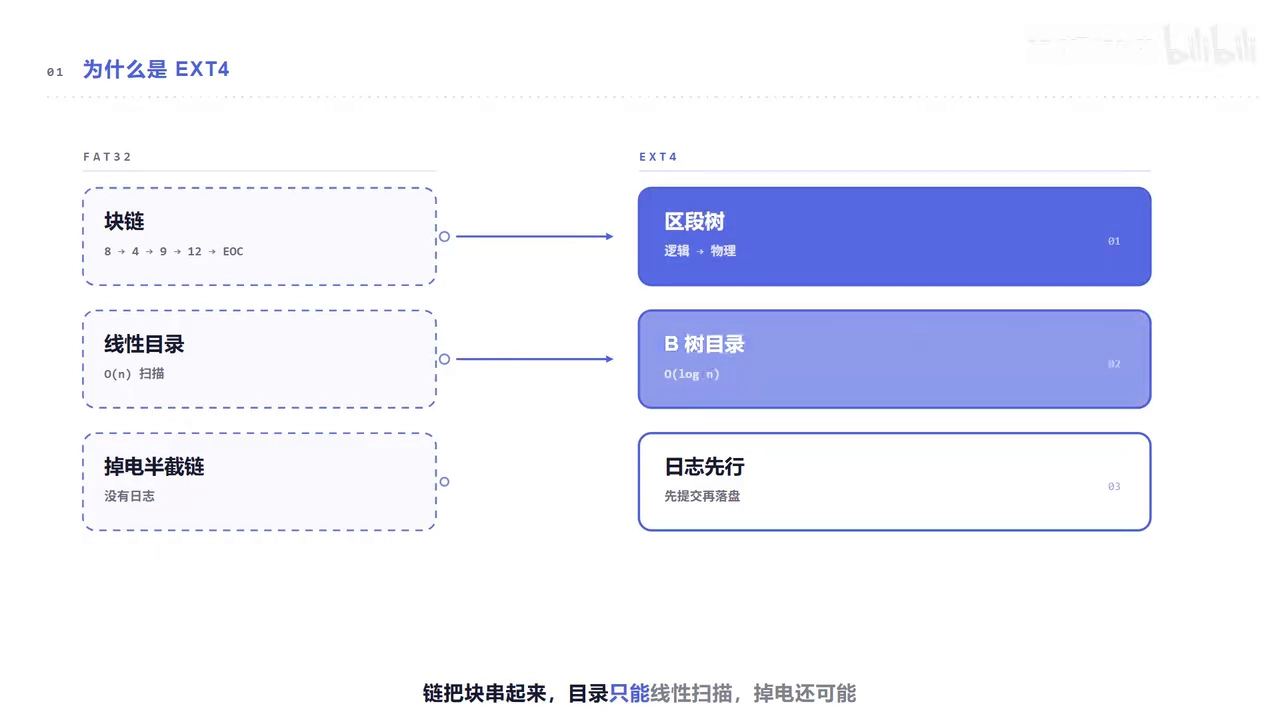 01 为什么是 EXT4
bilibili
FAT32
块链
8 → 4 → 9 → 12 → EOC
线性目录
O(n) 扫描
掉电半截链
没有日志
EXT4
区段树
逻辑 → 物理
01
B 树目录
O(log n)
02
日志先行
先提交再落盘
03
链把块串起来，目录只能线性扫描，掉电还可能